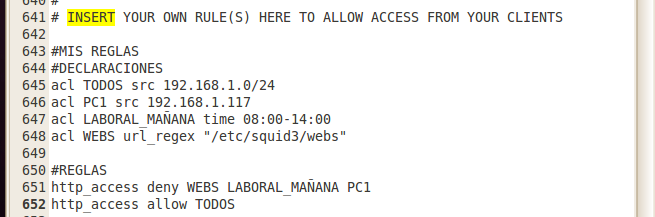 640 #
641 # INSERT YOUR OWN RULE(S) HERE TO ALLOW ACCESS FROM YOUR CLIENTS
642
643 #MIS REGLAS
644 #DECLARACIONES
645 acl TODOS src 192.168.1.0/24
646 acl PC1 src 192.168.1.117
647 acl LABORAL_MAÑANA time 08:00-14:00
648 acl WEBS url_regex "/etc/squid3/webs"
649
650 #REGLAS
651 http_access deny WEBS LABORAL_MAÑANA PC1
652 http_access allow TODOS